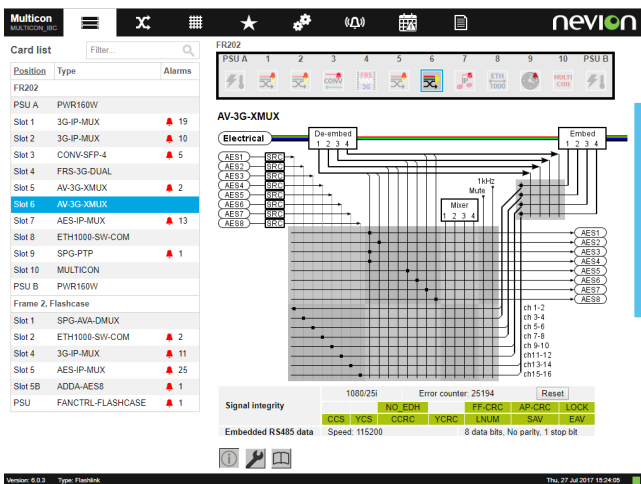 Multicon
MULTICON_IBC
nevion
Card list
Filter...
Position Type Alarms
FR202
PSU A PWR160W
Slot 1 3G-IP-MUX 19
Slot 2 3G-IP-MUX 10
Slot 3 CONV-SFP-4 5
Slot 4 FRS-3G-DUAL
Slot 5 AV-3G-XMUX 2
Slot 6 AV-3G-XMUX
Slot 7 AES-IP-MUX 13
Slot 8 ETH1000-SW-COM
Slot 9 SPG-PTP 1
Slot 10 MULTICON
PSU B PWR160W
Frame 2, Flashcase
Slot 1 SPG-AVA-DMUX
Slot 2 ETH1000-SW-COM 2
Slot 4 3G-IP-MUX 11
Slot 5 AES-IP-MUX 25
Slot 5B ADDA-AES8 1
PSU FANCTRL-FLASHCASE 1
FR202
PSU A 1 2 3 4 5 6 7 8 9 10 PSU B
CONV FRS 3G IP ETH 1000 MULTI CON
AV-3G-XMUX
Electrical
De-embed
1 2 3 4
Embed
1 2 3 4
AES1 SRC
AES2 SRC
AES3 SRC
AES4 SRC
AES5 SRC
AES6 SRC
AES7 SRC
AES8 SRC
1kHz
Mute
Mixer
1 2 3 4
AES1
AES2
AES3
AES4
AES5
AES6
AES7
AES8
ch 1-2
ch 3-4
ch 5-6
ch 7-8
ch 9-10
ch11-12
ch13-14
ch15-16
Signal integrity
1080/25i Error counter: 25194 Reset
NO_EDH FF-CRC AP-CRC LOCK
CCS YCS CCRC YCRC LNUM SAV EAV
Embedded RS485 data Speed: 115200 8 data bits, No parity, 1 stop bit
Version: 6.0.3 Type: Flashlink
Thu, 27 Jul 2017 15:24:05